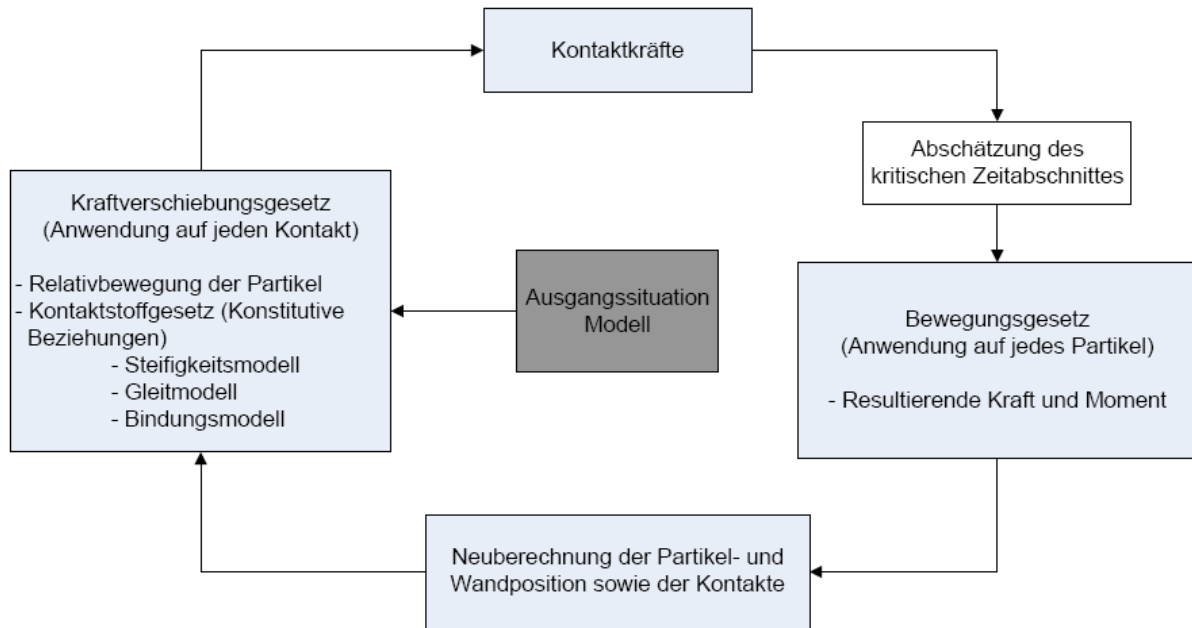 Kontaktkräfte
Abschätzung des
kritischen Zeitabschnittes
Kraftverschiebungsgesetz
(Anwendung auf jeden Kontakt)
- Relativbewegung der Partikel
- Kontaktstoffgesetz (Konstitutive
Beziehungen)
- Steifigkeitsmodell
- Gleitmodell
- Bindungsmodell
Ausgangssituation
Modell
Bewegungsgesetz
(Anwendung auf jedes Partikel)
- Resultierende Kraft und Moment
Neuberechnung der Partikel- und
Wandposition sowie der Kontakte